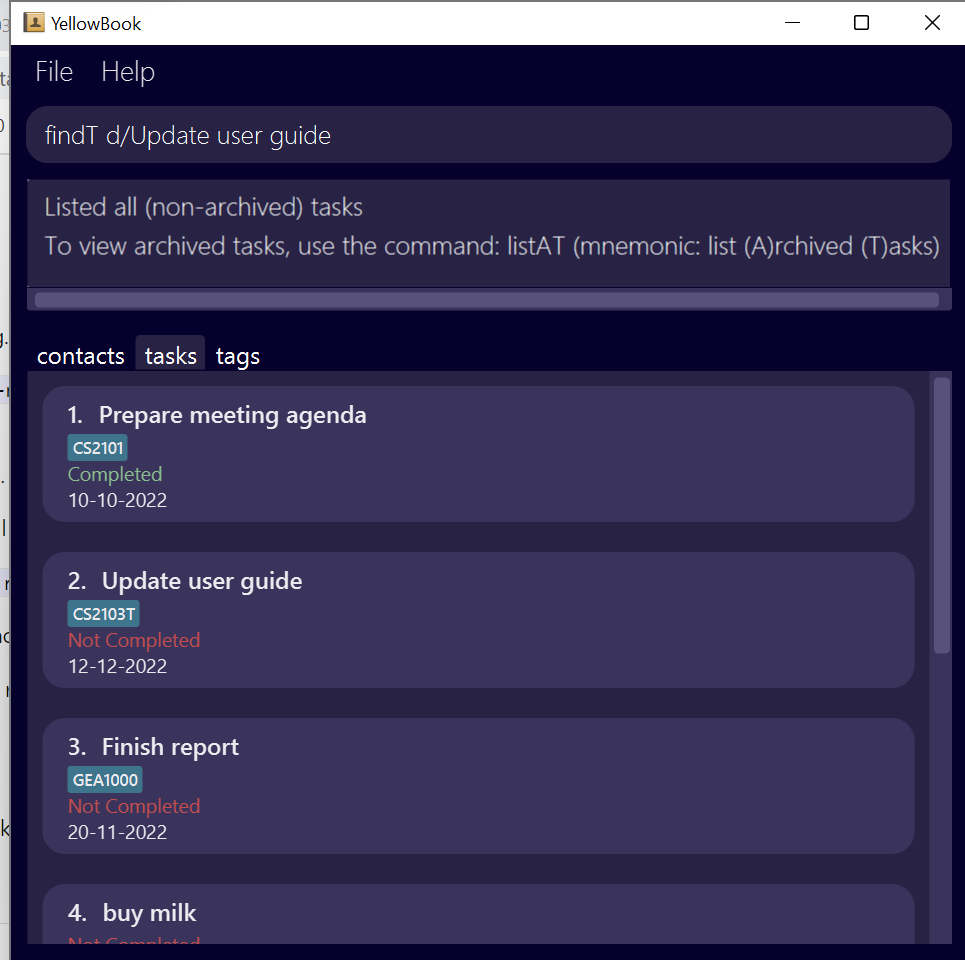 YellowBook
File Help
findT d/Update user guide
Listed all (non-archived) tasks
To view archived tasks, use the command: listAT (mnemonic: list (A)rchived (T)asks)
contacts tasks tags
1. Prepare meeting agenda
CS2101
Completed
10-10-2022
2. Update user guide
CS2103T
Not Completed
12-12-2022
3. Finish report
GEA1000
Not Completed
20-11-2022
4. buy milk
Not Completed